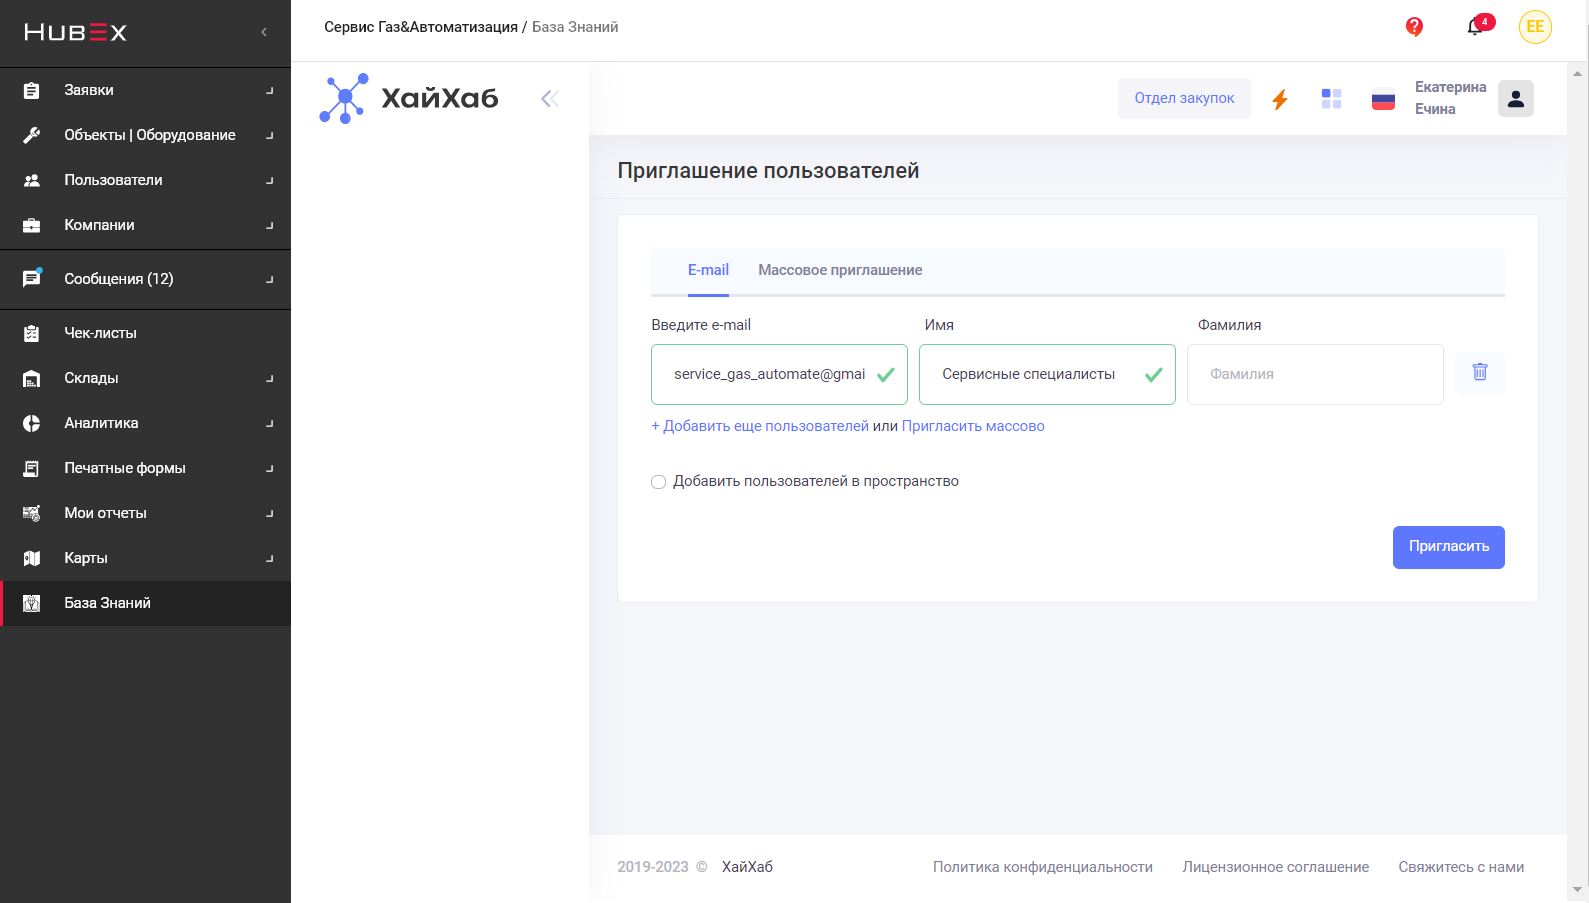 HUBEX
Сервис Газ&Автоматизация / База Знаний
4
EE
Заявки
Объекты | Оборудование
Пользователи
Компании
Сообщения (12)
Чек-листы
Склады
Аналитика
Печатные формы
Мои отчеты
Карты
База Знаний
ХайХаб
Отдел закупок
Екатерина
Ечина
Приглашение пользователей
E-mail
Массовое приглашение
Введите e-mail
Имя
Фамилия
service_gas_automate@gmai
Сервисные специалисты
Фамилия
+ Добавить еще пользователей или Пригласить массово
Добавить пользователей в пространство
Пригласить
2019-2023 © ХайХаб
Политика конфиденциальности
Лицензионное соглашение
Свяжитесь с нами